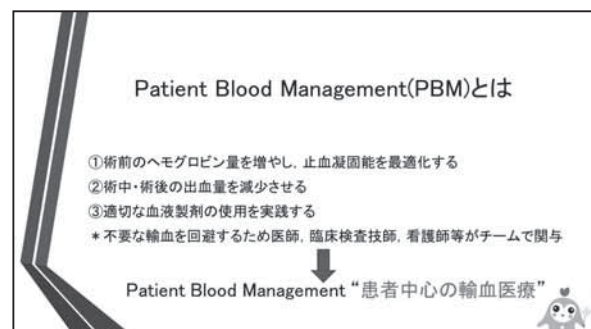 Patient Blood Management(PBM)とは
①術前のヘモグロビン量を増やし，止血凝固能を最適化する
②術中・術後の出血量を減少させる
③適切な血液製剤の使用を実践する
＊不要な輸血を回避するため医師，臨床検査技師，看護師等がチームで関与
Patient Blood Management “患者中心の輸血医療”